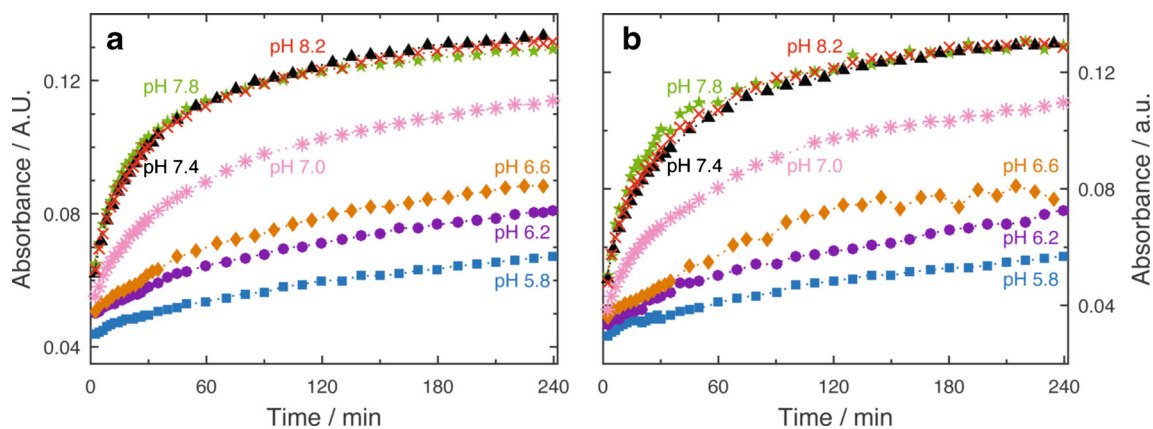 a
pH 8.2
pH 7.8
pH 7.4
pH 7.0
pH 6.6
pH 6.2
pH 5.8
0.12
0.08
0.04
Absorbance / A.U.
0 60 120 180 240
Time / min
b
pH 8.2
pH 7.8
pH 7.4
pH 7.0
pH 6.6
pH 6.2
pH 5.8
0.12
0.08
0.04
Absorbance / a.u.
0 60 120 180 240
Time / min